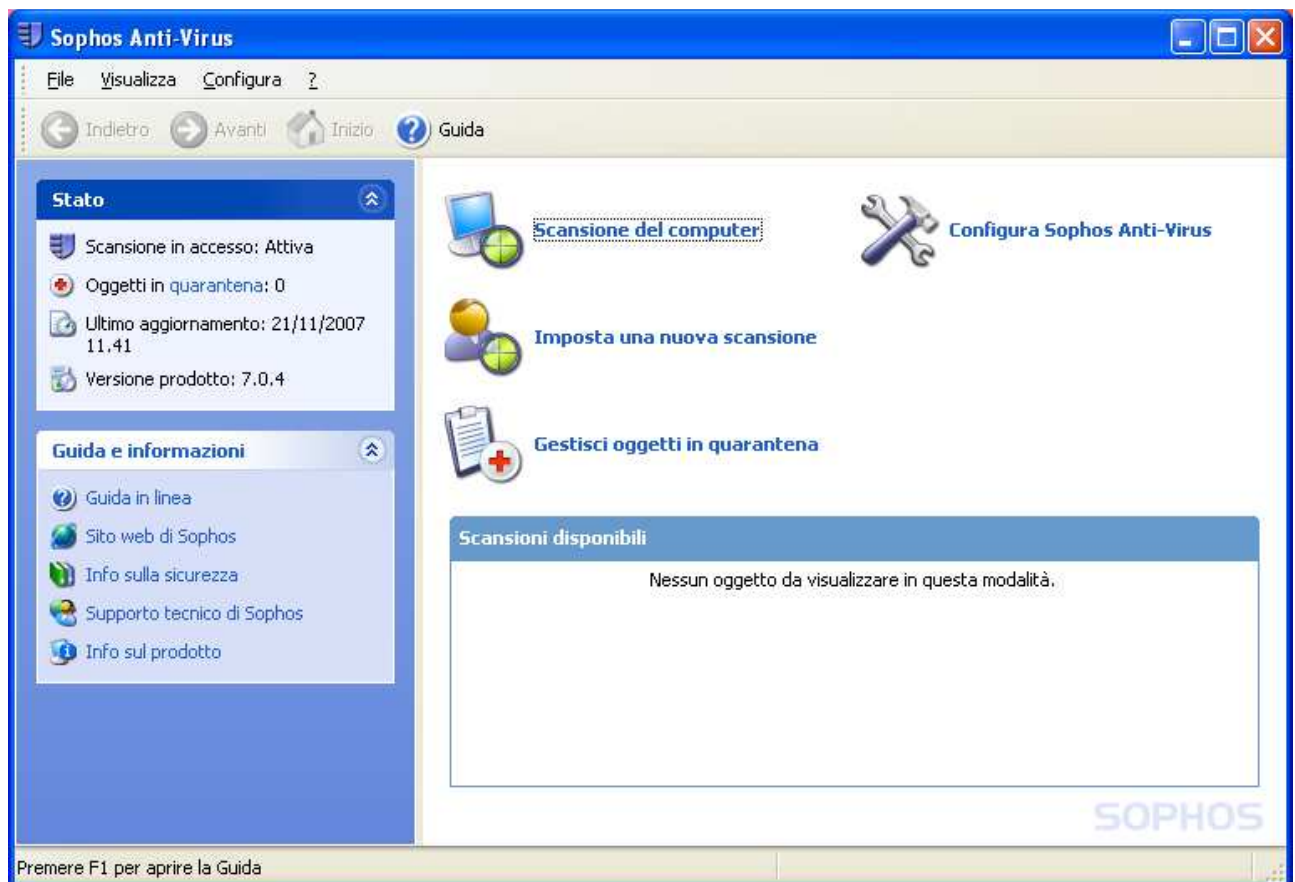 Sophos Anti-Virus
File Visualizza Configura ?
Indietro Avanti Inizio Guida
Stato
Scansione in accesso: Attiva
Oggetti in quarantena: 0
Ultimo aggiornamento: 21/11/2007
11.41
Versione prodotto: 7.0.4
Guida e informazioni
Guida in linea
Sito web di Sophos
Info sulla sicurezza
Supporto tecnico di Sophos
Info sul prodotto
Scansione del computer
Configura Sophos Anti-Virus
Imposta una nuova scansione
Gestisci oggetti in quarantena
Scansioni disponibili
Nessun oggetto da visualizzare in questa modalità.
SOPHOS
Premere F1 per aprire la Guida